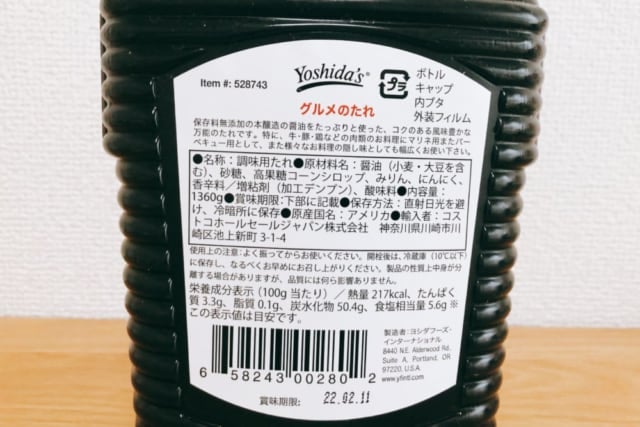 Item #: 528743
Yoshida's®
プラ
ボトル
キャップ
内ブタ
外装フィルム
グルメのたれ
保存料無添加の本醸造の醤油をたっぷりと使った、コクのある風味豊かな
万能のたれです。特に、牛・豚・鶏などの肉類のお料理にマリネ用またバー
ベキュー用として、また様々なお料理の隠し味としても幅広くお使い下さい。
●名称:調味用たれ●原材料名:醤油(小麦・大豆を含
む)、砂糖、高果糖コーンシロップ、みりん、にんにく、
香辛料/増粘剤(加工デンプン)、酸味料●内容量:
1360g●賞味期限:下部に記載●保存方法:直射日光を避
け、冷暗所に保存●原産国名:アメリカ●輸入者:コス
トコホールセールジャパン株式会社 神奈川県川崎市川
崎区池上新町 3-1-4
使用上の注意:よく振ってからお使いください。開栓後は、冷蔵庫(10℃以下)
に保存し、なるべくお早めにお召し上がりください。製品の性質上中身が分
離する場合がありますが、品質には何ら影響ありません。
栄養成分表示(100g 当たり)/ 熱量 217kcal、たんぱく
質 3.3g、脂質 0.1g、炭水化物 50.4g、食塩相当量 5.6g ※
この表示値は目安です。
製造者:ヨシダフーズ・
インターナショナル
8440 N.E. Alderwood Rd.,
Suite A, Portland, OR
97220, U.S.A.
www.yfintl.com
6 58243 00280 2
賞味期限: 22.02.11